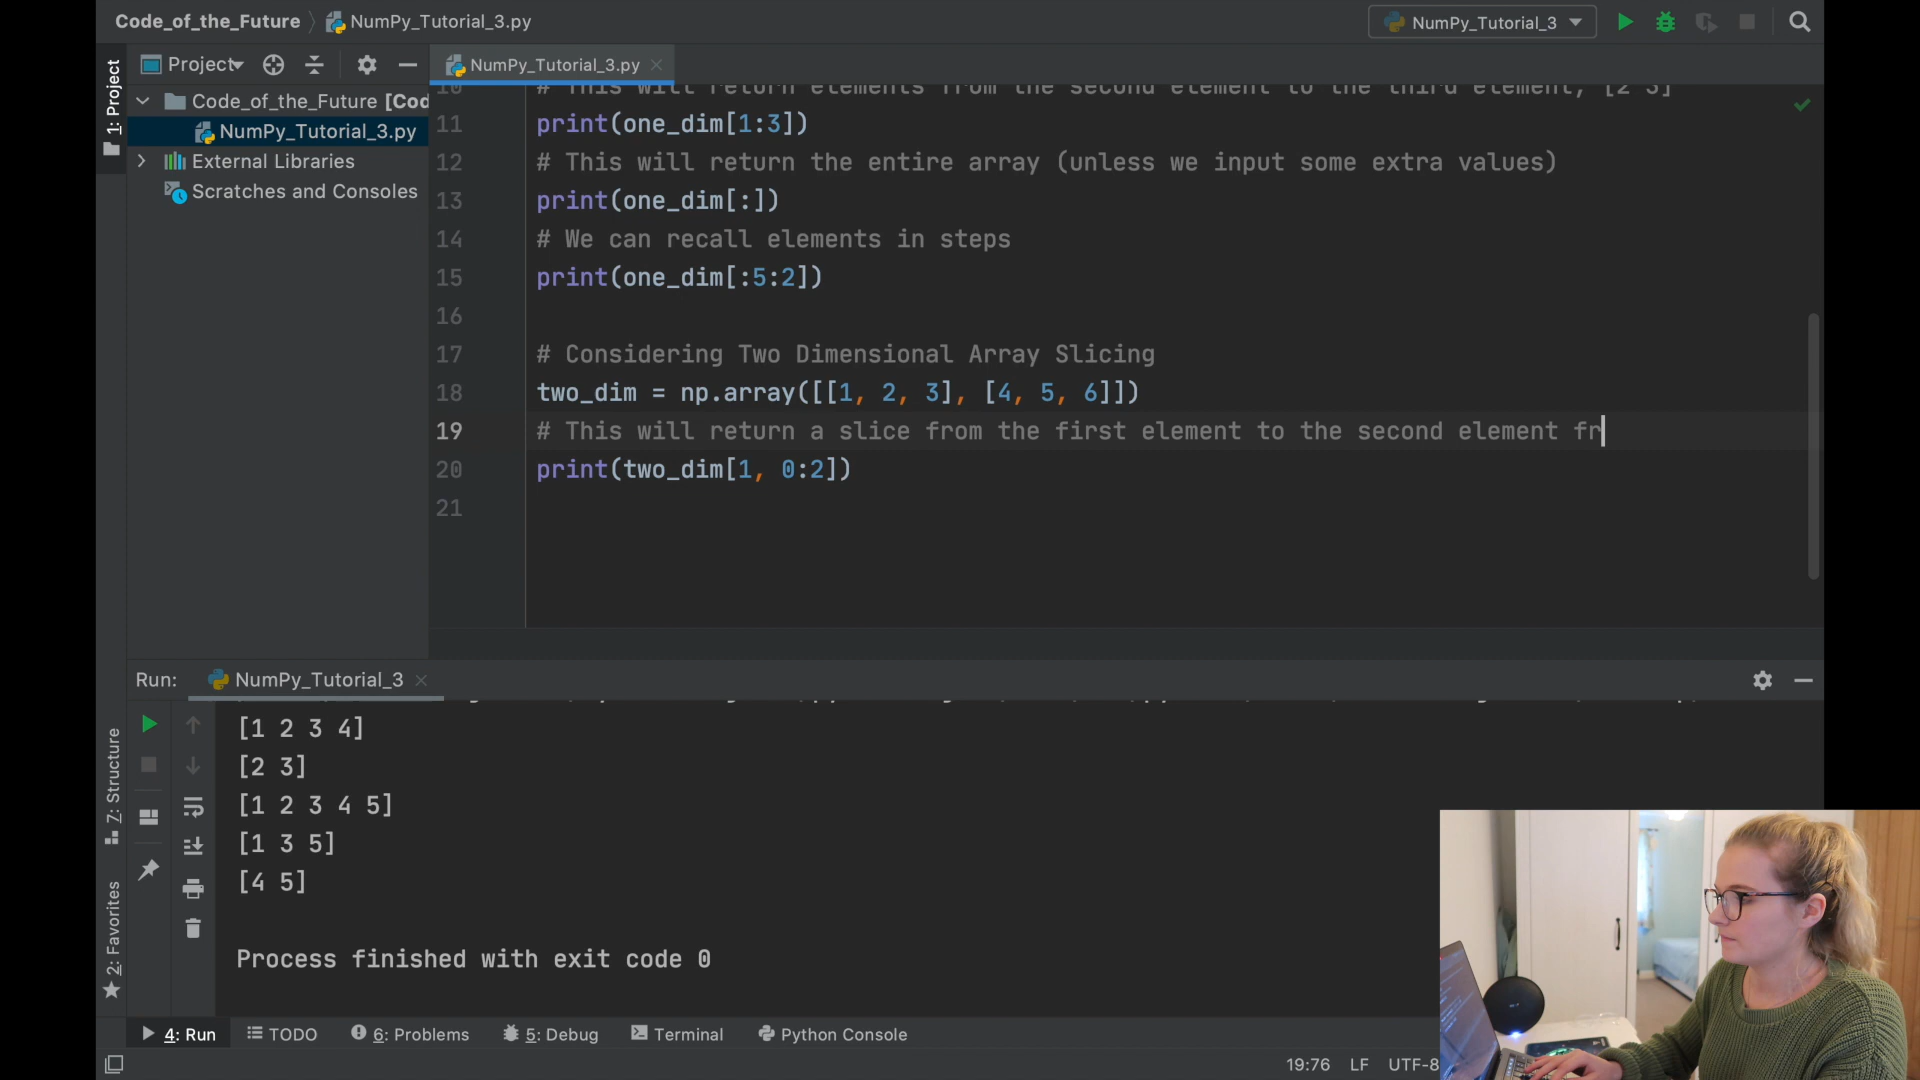 Code_of_the_Future
NumPy_Tutorial_3.py
NumPy_Tutorial_3
1: Project
Project
NumPy_Tutorial_3.py
Code_of_the_Future [Cod
NumPy_Tutorial_3.py
External Libraries
Scratches and Consoles
10 # This will return elements from the second element to the third element, [2 3]
11 print(one_dim[1:3])
12 # This will return the entire array (unless we input some extra values)
13 print(one_dim[:])
14 # We can recall elements in steps
15 print(one_dim[:5:2])
16
17 # Considering Two Dimensional Array Slicing
18 two_dim = np.array([[1, 2, 3], [4, 5, 6]])
19 # This will return a slice from the first element to the second element fr
20 print(two_dim[1, 0:2])
21
Run:
NumPy_Tutorial_3
[1 2 3 4]
[2 3]
[1 2 3 4 5]
[1 3 5]
[4 5]
Process finished with exit code 0
Z: Structure
2: Favorites
4: Run
TODO
6: Problems
5: Debug
Terminal
Python Console
19:76
LF
UTF-8